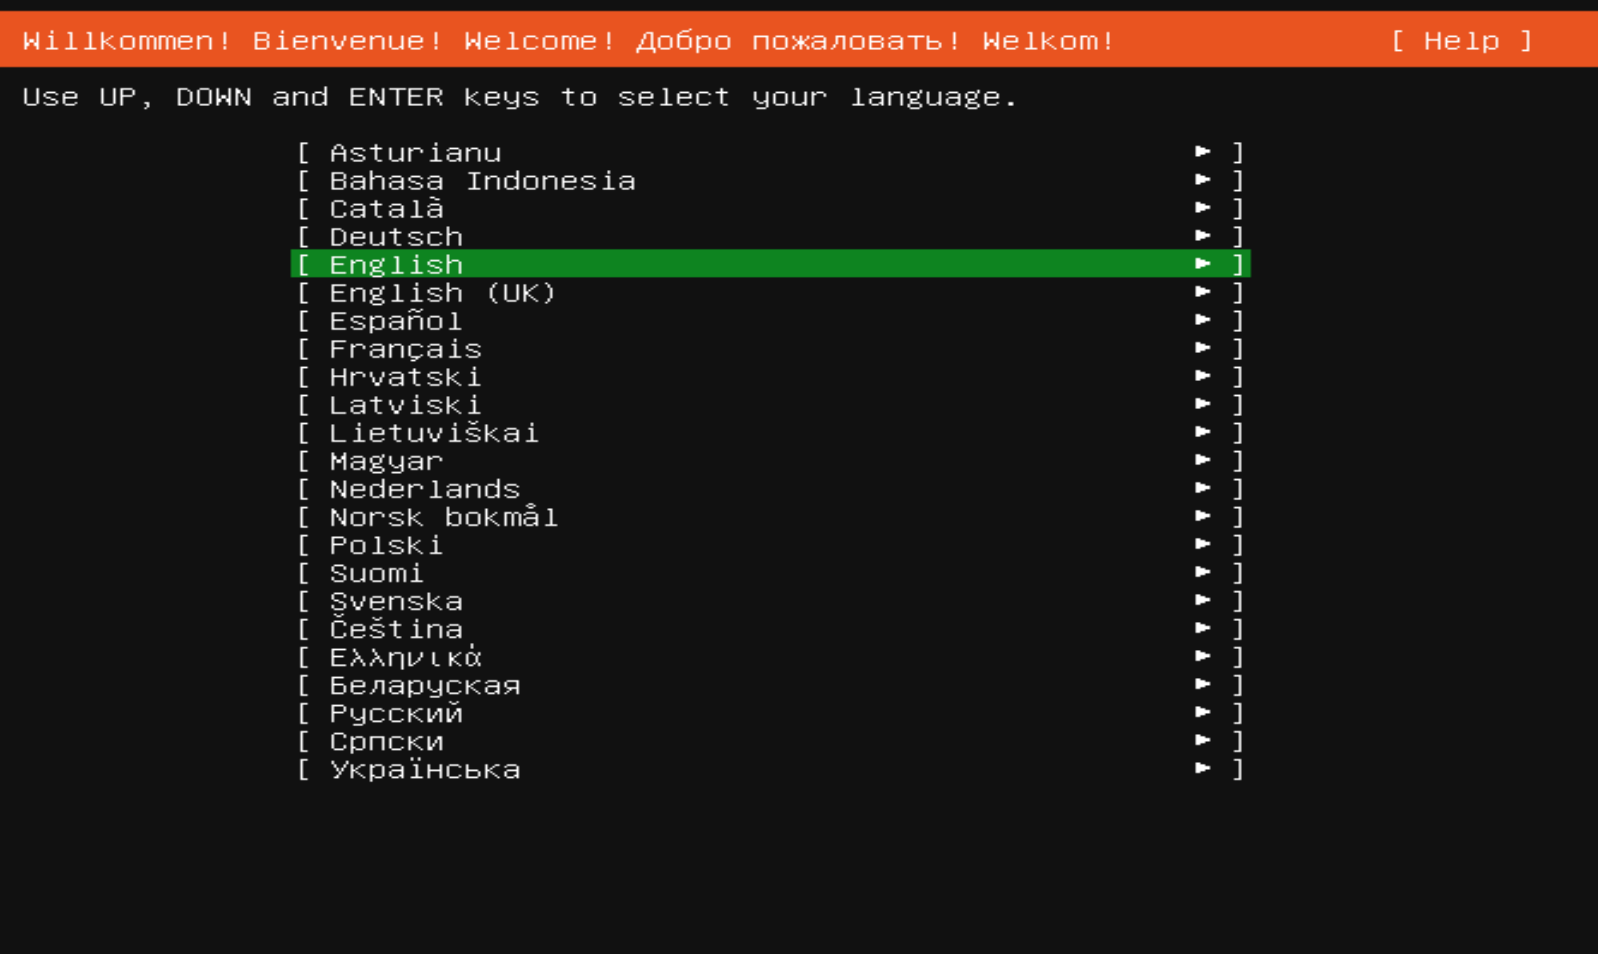 Willkommen! Bienvenue! Welcome! Добро пожаловать! Welkom! [ Help ]
Use UP, DOWN and ENTER keys to select your language.
[ Asturianu ► ]
[ Bahasa Indonesia ► ]
[ Català ► ]
[ Deutsch ► ]
[ English ► ]
[ English (UK) ► ]
[ Español ► ]
[ Français ► ]
[ Hrvatski ► ]
[ Latviski ► ]
[ Lietuviškai ► ]
[ Magyar ► ]
[ Nederlands ► ]
[ Norsk bokmål ► ]
[ Polski ► ]
[ Suomi ► ]
[ Svenska ► ]
[ Čeština ► ]
[ Ελληνικά ► ]
[ Беларуская ► ]
[ Русский ► ]
[ Српски ► ]
[ Українська ► ]